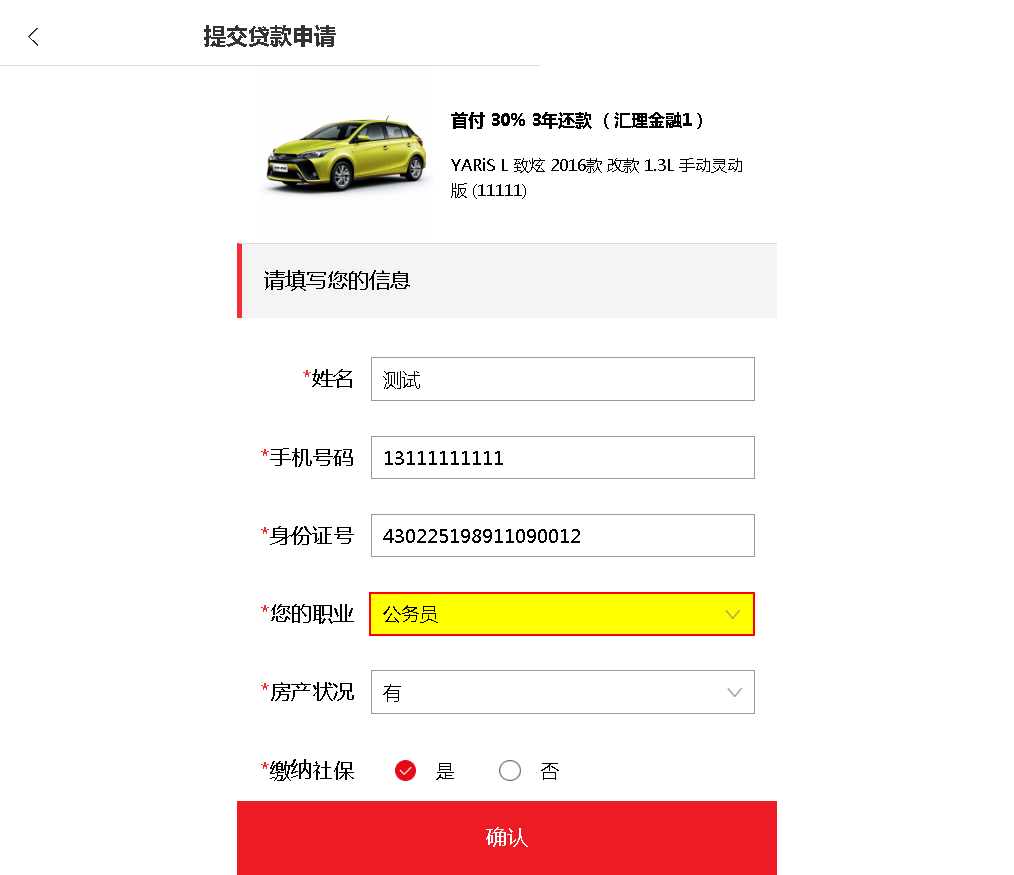 提交贷款申请
首付 30% 3年还款（汇理金融1）
YARiS L 致炫 2016款 改款 1.3L 手动灵动
版 (11111)
请填写您的信息
*姓名 测试
*手机号码 13111111111
*身份证号 430225198911090012
*您的职业 公务员
*房产状况 有
*缴纳社保 是 否
确认